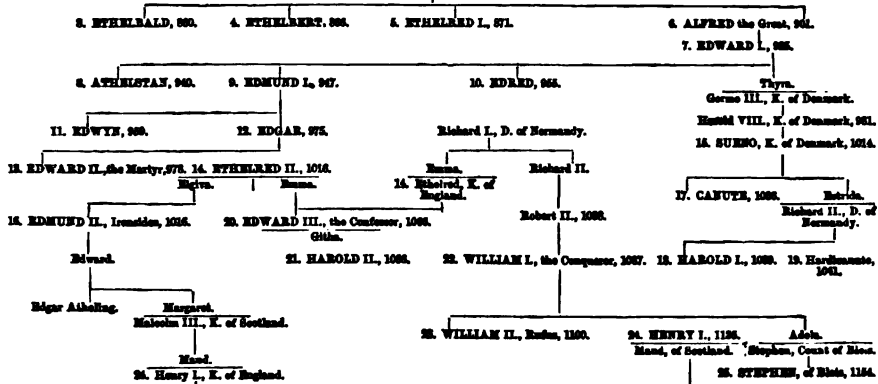 3. ETHELBALD, 860. 4. ETHELBERT, 866. 5. ETHELRED I., 871. 6. ALFRED the Great, 901.
7. EDWARD I., 925.
8. ATHELSTAN, 940. 9. EDMUND I., 947. 10. EDRED, 955. Thyra.
Gormo III., K. of Denmark.
11. EDWYN, 959. 12. EDGAR, 975. Richard I., D. of Normandy. Harold VIII., K. of Denmark, 981.
15. SUENO, K. of Denmark, 1014.
13. EDWARD II., the Martyr, 978. 14. ETHELRED II., 1016. Emma. Richard II.
Elgiva. Emma. 14. Ethelred, K. of England. 17. CANUTE, 1036. Estrida.
Richard II., D. of Normandy.
16. EDMUND II., Ironsides, 1016. 20. EDWARD III., the Confessor, 1066. Robert II., 1035.
Githa.
Edward. 21. HAROLD II., 1066. 22. WILLIAM I., the Conqueror, 1087. 18. HAROLD I., 1039. 19. Hardicanute, 1041.
Edgar Atheling. Margaret.
Malcolm III., K. of Scotland.
23. WILLIAM II., Rufus, 1100. 24. HENRY I., 1135. Adela.
Maud, of Scotland. Stephen, Count of Blois.
Maud.
24. Henry I., K. of England. 25. STEPHEN, of Blois, 1154.